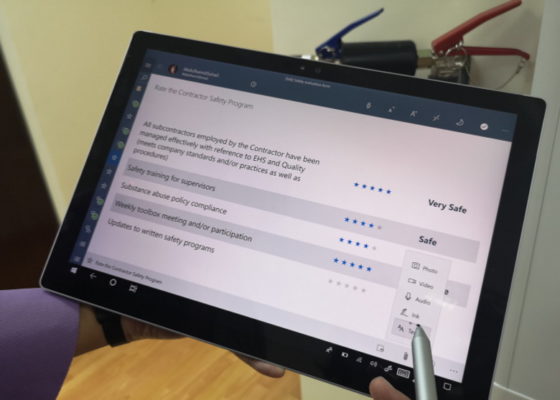 Rate the Contractor Safety Program
All subcontractors employed by the Contractor have been
managed effectively with reference to EHS and Quality
(meets company standards and/or practices as well as
procedures)
Very Safe
Safety training for supervisors
Safe
Substance abuse policy compliance
Weekly toolbox meeting and/or participation
Updates to written safety programs
Photo
Video
Audio
Ink
Rate the Contractor Safety Program